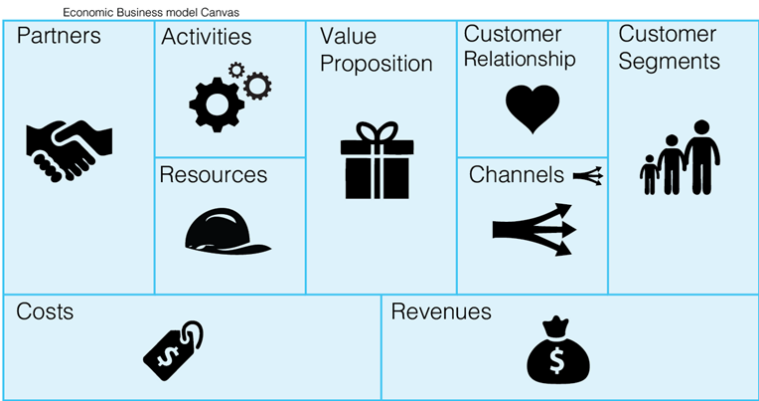 Economic Business model Canvas
Partners
Activities
Value
Proposition
Customer
Relationship
Customer
Segments
Resources
Channels
Costs
$
Revenues
$